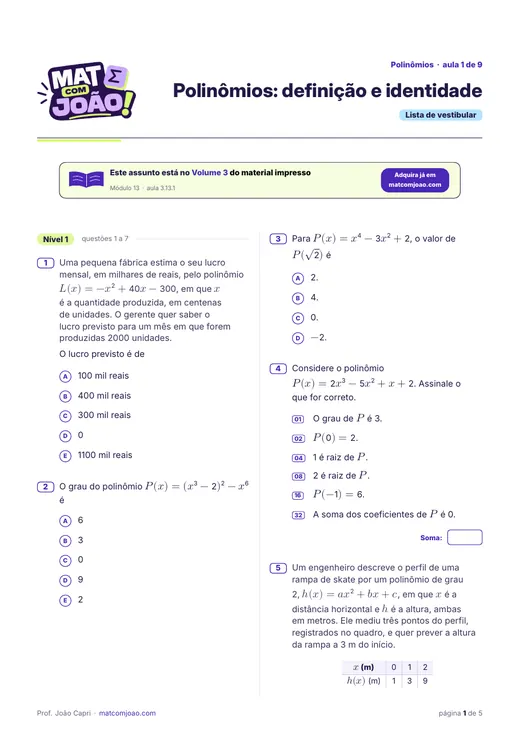 MAT Σ
COM
JOÃO!
Polinômios · aula 1 de 9
Polinômios: definição e identidade
Lista de vestibular
Este assunto está no Volume 3 do material impresso
Módulo 13 · aula 3.13.1
Adquira já em
matcomjoao.com
Nível 1 questões 1 a 7
1 Uma pequena fábrica estima o seu lucro
mensal, em milhares de reais, pelo polinômio
L(x) = −x² + 40x − 300, em que x
é a quantidade produzida, em centenas
de unidades. O gerente quer saber o
lucro previsto para um mês em que forem
produzidas 2000 unidades.
O lucro previsto é de
A 100 mil reais
B 400 mil reais
C 300 mil reais
D 0
E 1100 mil reais
2 O grau do polinômio P(x) = (x³ − 2)² − x⁶
é
A 6
B 3
C 0
D 9
E 2
3 Para P(x) = x⁴ − 3x² + 2, o valor de
P(√2) é
A 2.
B 4.
C 0.
D −2.
4 Considere o polinômio
P(x) = 2x³ − 5x² + x + 2. Assinale o
que for correto.
01 O grau de P é 3.
02 P(0) = 2.
04 1 é raiz de P.
08 2 é raiz de P.
16 P(−1) = 6.
32 A soma dos coeficientes de P é 0.
Soma:
5 Um engenheiro descreve o perfil de uma
rampa de skate por um polinômio de grau
2, h(x) = ax² + bx + c, em que x é a
distância horizontal e h é a altura, ambas
em metros. Ele mediu três pontos do perfil,
registrados no quadro, e quer prever a altura
da rampa a 3 m do início.
x (m) 0 1 2
h(x) (m) 1 3 9
Prof. João Capri · matcomjoao.com
página 1 de 5